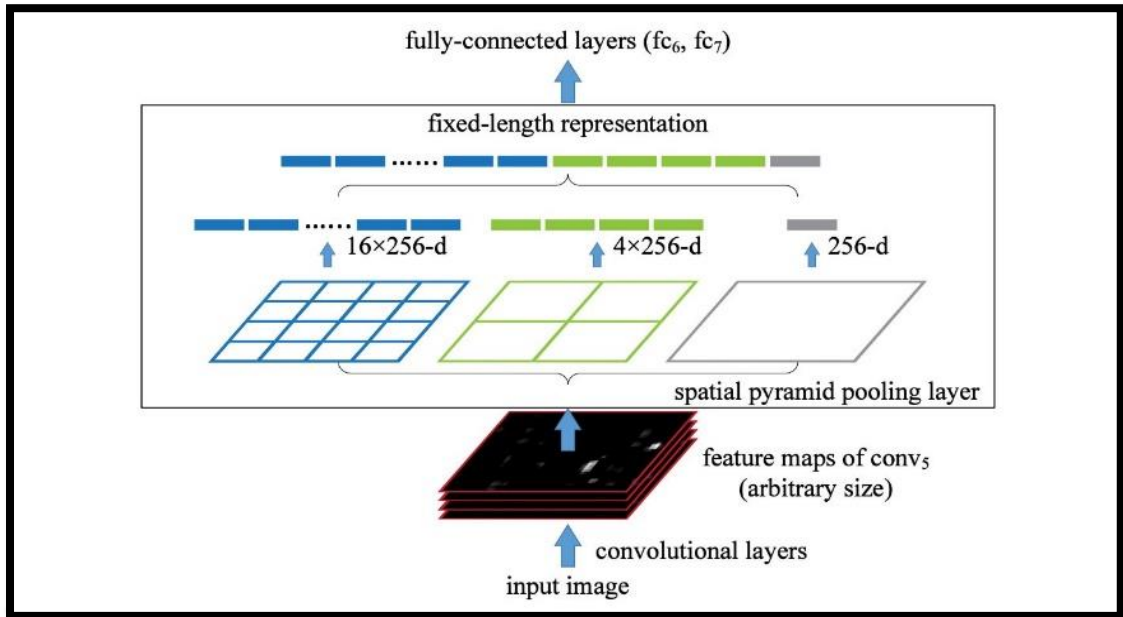 fully-connected layers (fc₆, fc₇)
fixed-length representation
......
......
16×256-d
4×256-d
256-d
spatial pyramid pooling layer
feature maps of conv₅
(arbitrary size)
convolutional layers
input image